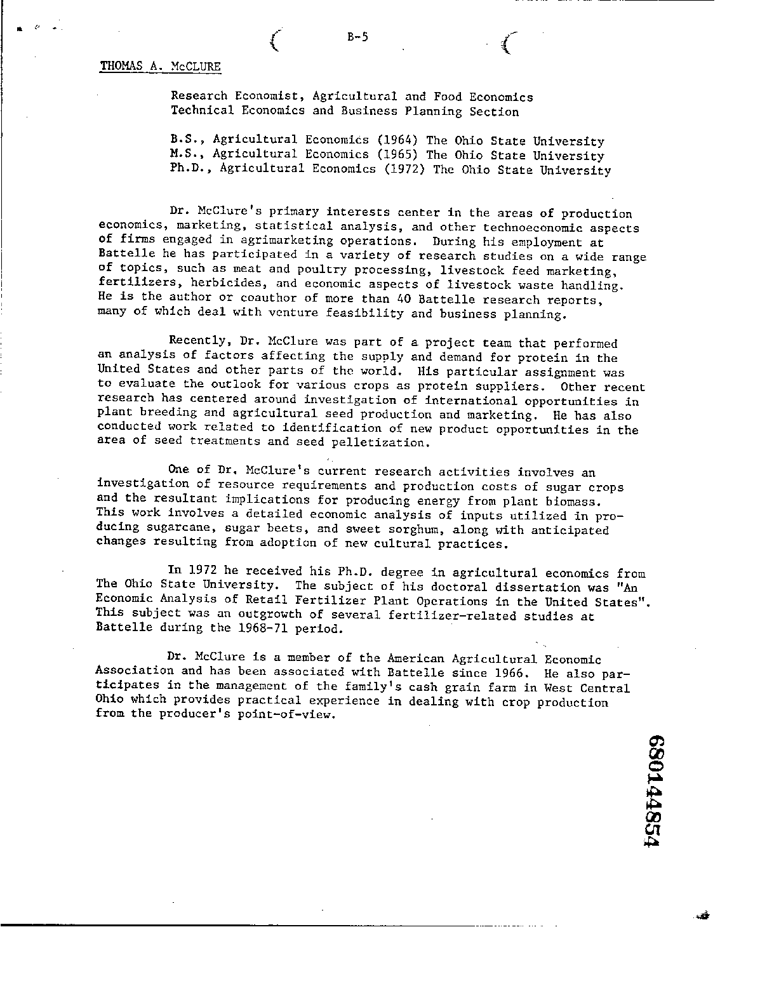 B-5
THOMAS A. McCLURE
Research Economist, Agricultural and Food Economics
Technical Economics and Business Planning Section
B.S., Agricultural Economics (1964) The Ohio State University
M.S., Agricultural Economics (1965) The Ohio State University
Ph.D., Agricultural Economics (1972) The Ohio State University
Dr. McClure's primary interests center in the areas of production
economics, marketing, statistical analysis, and other technoeconomic aspects
of firms engaged in agrimarketing operations. During his employment at
Battelle he has participated in a variety of research studies on a wide range
of topics, such as meat and poultry processing, livestock feed marketing,
fertilizers, herbicides, and economic aspects of livestock waste handling.
He is the author or coauthor of more than 40 Battelle research reports,
many of which deal with venture feasibility and business planning.
Recently, Dr. McClure was part of a project team that performed
an analysis of factors affecting the supply and demand for protein in the
United States and other parts of the world. His particular assignment was
to evaluate the outlook for various crops as protein suppliers. Other recent
research has centered around investigation of international opportunities in
plant breeding and agricultural seed production and marketing. He has also
conducted work related to identification of new product opportunities in the
area of seed treatments and seed pelletization.
One of Dr. McClure's current research activities involves an
investigation of resource requirements and production costs of sugar crops
and the resultant implications for producing energy from plant biomass.
This work involves a detailed economic analysis of inputs utilized in pro-
ducing sugarcane, sugar beets, and sweet sorghum, along with anticipated
changes resulting from adoption of new cultural practices.
In 1972 he received his Ph.D. degree in agricultural economics from
The Ohio State University. The subject of his doctoral dissertation was "An
Economic Analysis of Retail Fertilizer Plant Operations in the United States".
This subject was an outgrowth of several fertilizer-related studies at
Battelle during the 1968-71 period.
Dr. McClure is a member of the American Agricultural Economic
Association and has been associated with Battelle since 1966. He also par-
ticipates in the management of the family's cash grain farm in West Central
Ohio which provides practical experience in dealing with crop production
from the producer's point-of-view.
680144854